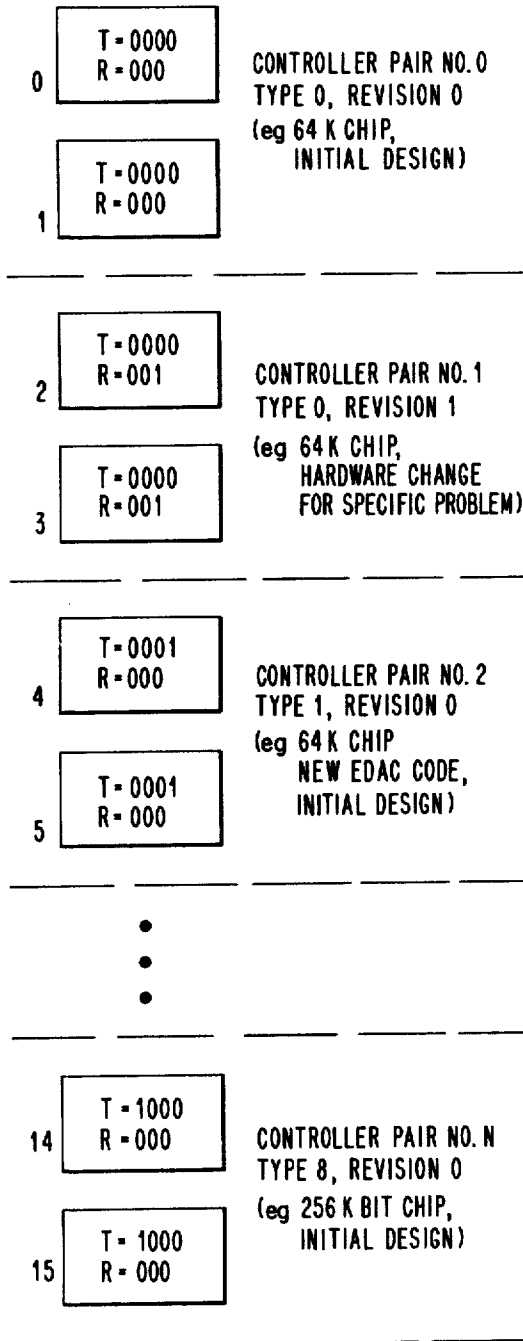 T=0000
R=000
0
CONTROLLER PAIR NO. 0
TYPE 0, REVISION 0
(eg 64 K CHIP,
INITIAL DESIGN)
T=0000
R=000
1
T=0000
R=001
2
CONTROLLER PAIR NO. 1
TYPE 0, REVISION 1
(eg 64K CHIP,
HARDWARE CHANGE
FOR SPECIFIC PROBLEM)
T=0000
R=001
3
T=0001
R=000
4
CONTROLLER PAIR NO. 2
TYPE 1, REVISION 0
(eg 64K CHIP
NEW EDAC CODE,
INITIAL DESIGN)
T=0001
R=000
5
T=1000
R=000
14
CONTROLLER PAIR NO. N
TYPE 8, REVISION 0
(eg 256 K BIT CHIP,
INITIAL DESIGN)
T=1000
R=000
15